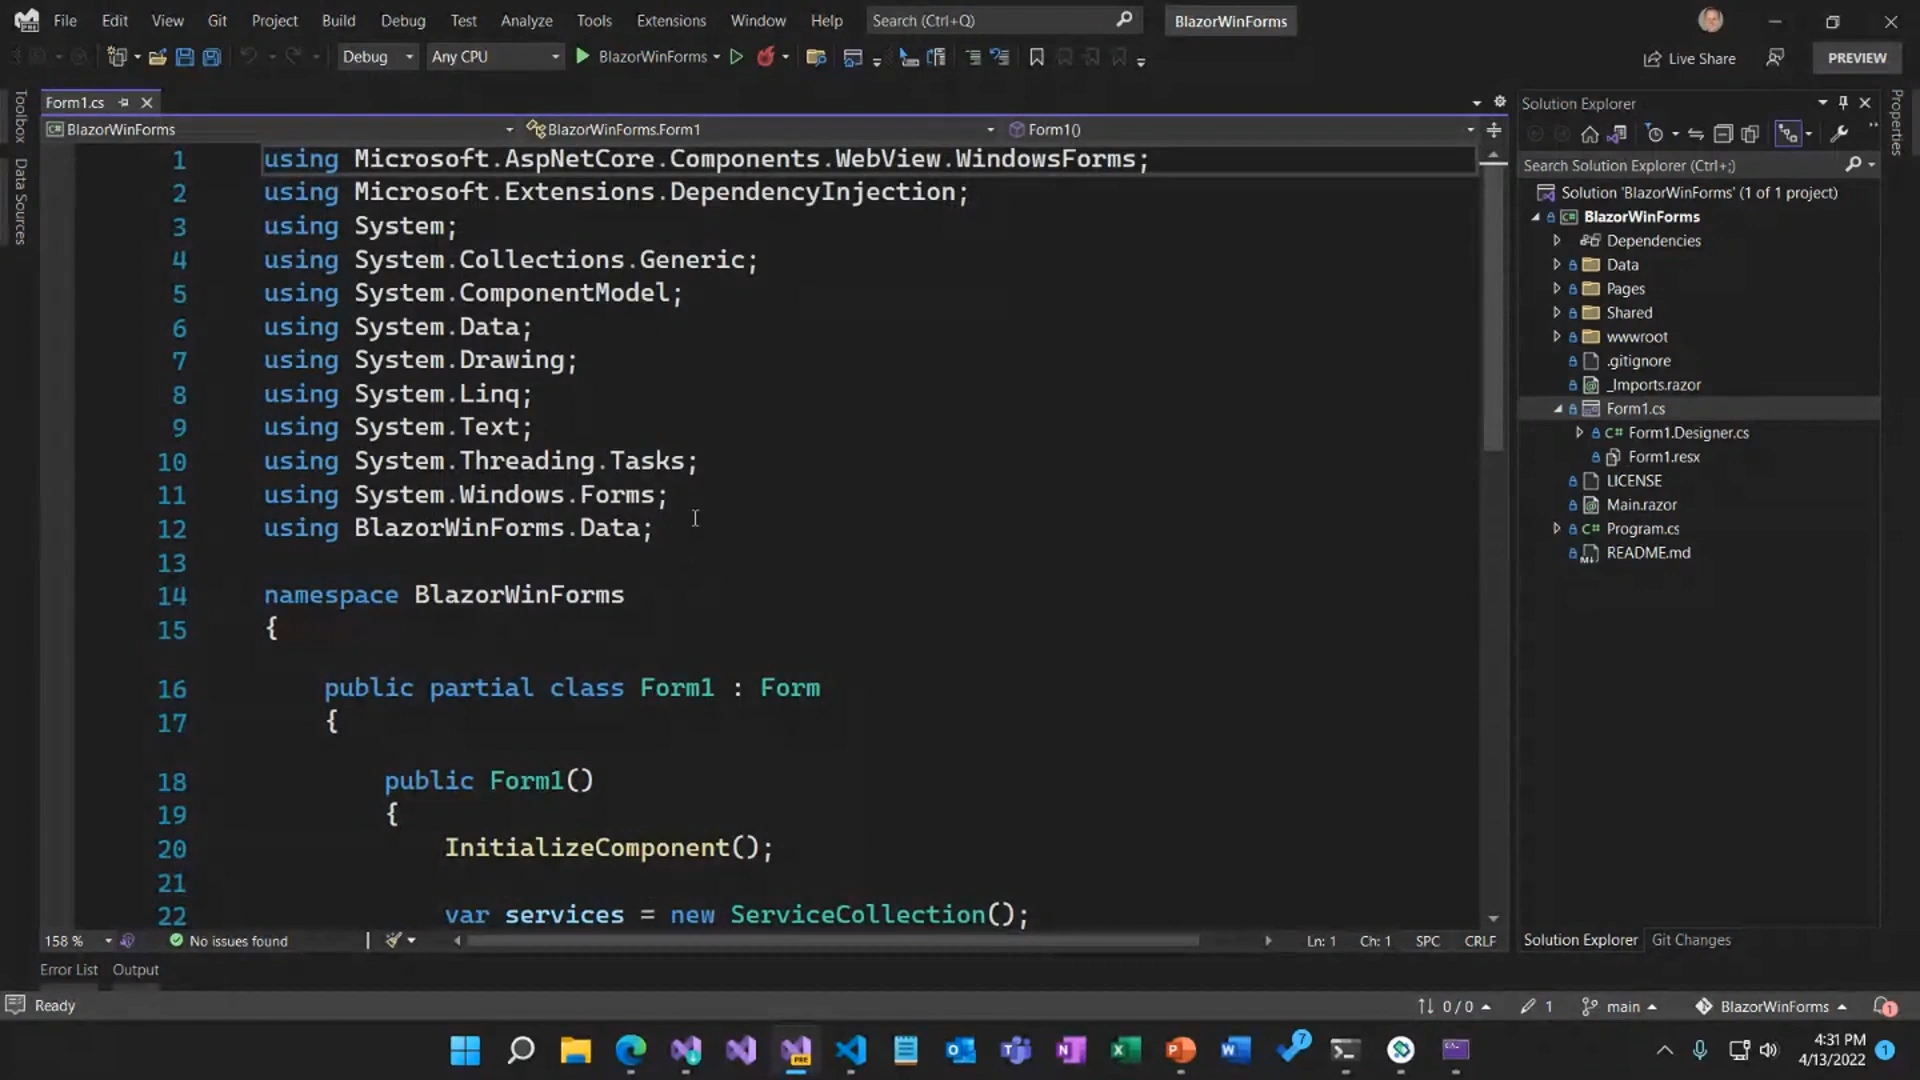 File Edit View Git Project Build Debug Test Analyze Tools Extensions Window Help Search (Ctrl+Q) BlazorWinForms
Debug Any CPU BlazorWinForms Live Share PREVIEW
Form1.cs
BlazorWinForms BlazorWinForms.Form1 Form1()
Toolbox
Data Sources
1 using Microsoft.AspNetCore.Components.WebView.WindowsForms;
2 using Microsoft.Extensions.DependencyInjection;
3 using System;
4 using System.Collections.Generic;
5 using System.ComponentModel;
6 using System.Data;
7 using System.Drawing;
8 using System.Linq;
9 using System.Text;
10 using System.Threading.Tasks;
11 using System.Windows.Forms;
12 using BlazorWinForms.Data;
13
14 namespace BlazorWinForms
15 {
16 public partial class Form1 : Form
17 {
18 public Form1()
19 {
20 InitializeComponent();
21
22 var services = new ServiceCollection();
158 % No issues found Ln: 1 Ch: 1 SPC CRLF
Solution Explorer
Search Solution Explorer (Ctrl+;)
Solution 'BlazorWinForms' (1 of 1 project)
BlazorWinForms
Dependencies
Data
Pages
Shared
wwwroot
.gitignore
_Imports.razor
Form1.cs
C# Form1.Designer.cs
Form1.resx
LICENSE
Main.razor
C# Program.cs
README.md
Solution Explorer Git Changes
Properties
Error List Output
Ready 0 / 0 1 main BlazorWinForms 1
PRE 7 4:31 PM
4/13/2022 1